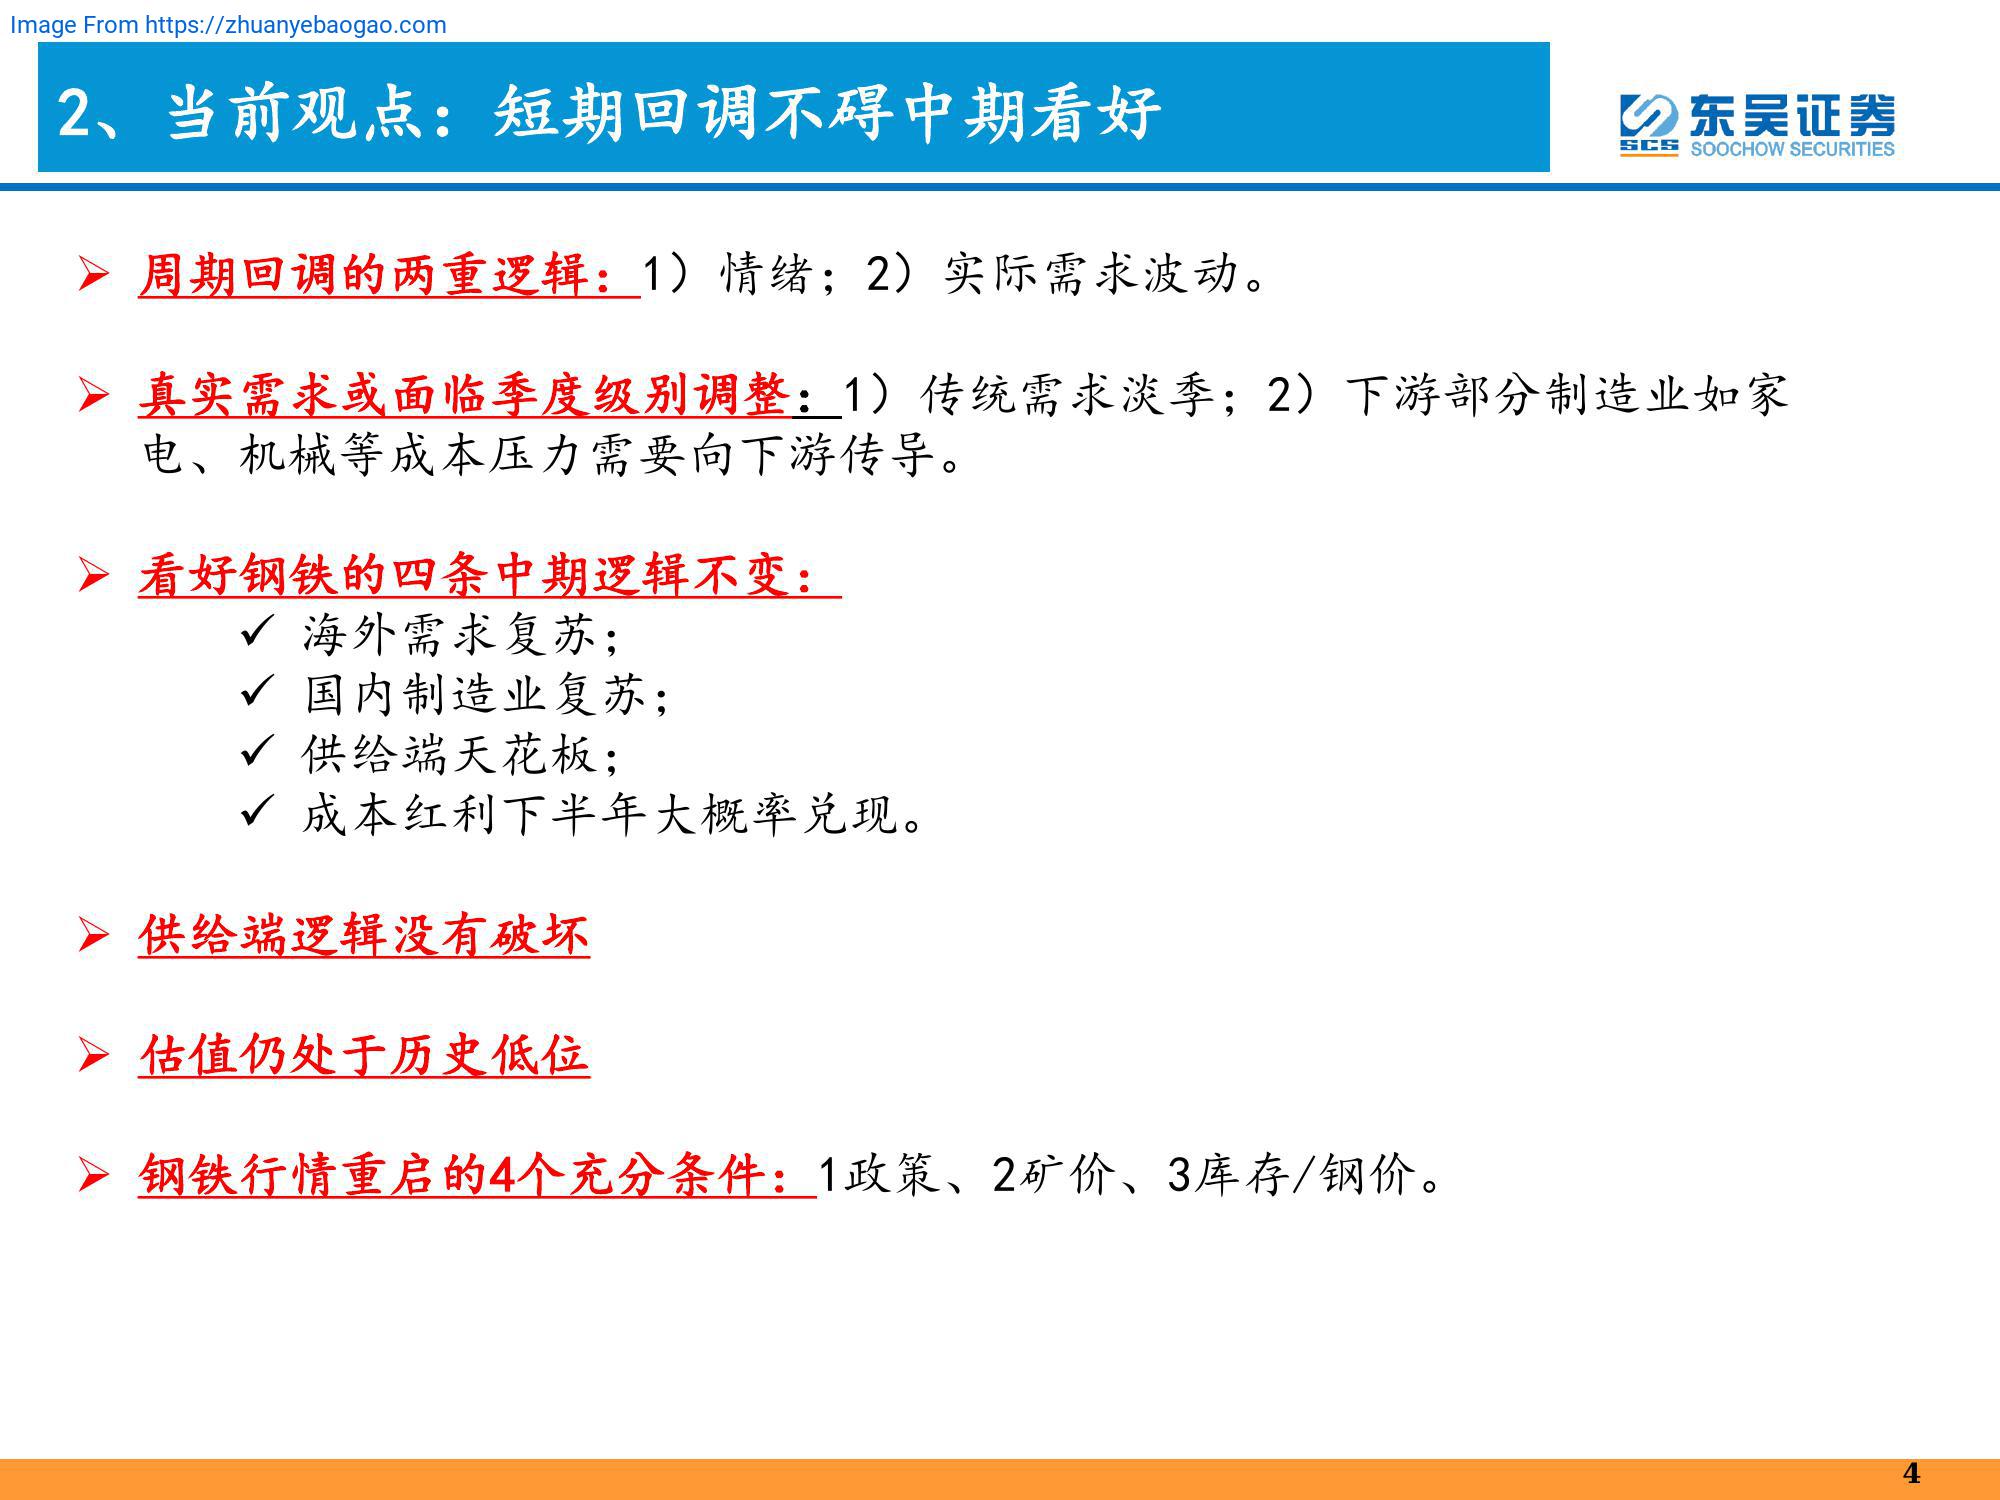 Image From https://zhuanyebaogao.com
2、当前观点：短期回调不碍中期看好
东吴证券
SCS
SOOCHOW SECURITIES
周期回调的两重逻辑：1）情绪；2）实际需求波动。
真实需求或面临季度级别调整：1）传统需求淡季；2）下游部分制造业如家
电、机械等成本压力需要向下游传导。
看好钢铁的四条中期逻辑不变：
海外需求复苏；
国内制造业复苏；
供给端天花板；
成本红利下半年大概率兑现。
供给端逻辑没有破坏
估值仍处于历史低位
钢铁行情重启的4个充分条件：1政策、2矿价、3库存/钢价。
4